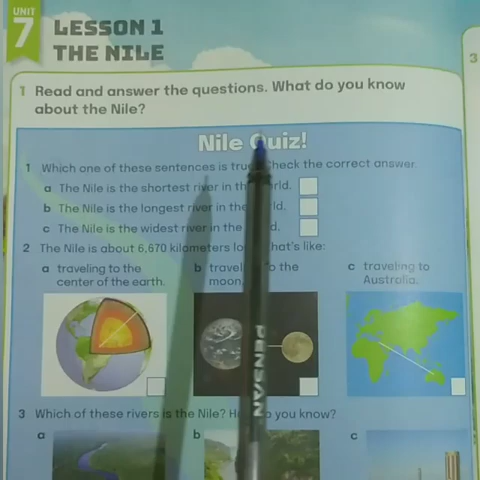 UNIT
7
LESSON 1
THE NILE
3
1 Read and answer the questions. What do you know
about the Nile?
Nile Quiz!
1 Which one of these sentences is true? Check the correct answer.
a The Nile is the shortest river in the world.
b The Nile is the longest river in the world.
c The Nile is the widest river in the world.
2 The Nile is about 6,670 kilometers long. That's like:
a traveling to the
center of the earth.
b traveling to the
moon.
c traveling to
Australia.
3 Which of these rivers is the Nile? How do you know?
a
b
c
PENSAN